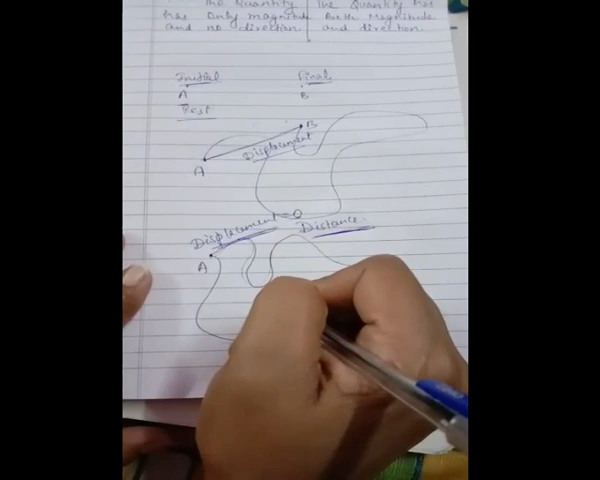 The Quantity The Quantity has
has only magnitude Both Magnitude
and no direction and direction
Initial Final
A B
Rest
B
Displacement
A
Displacement = 0 Distance
A